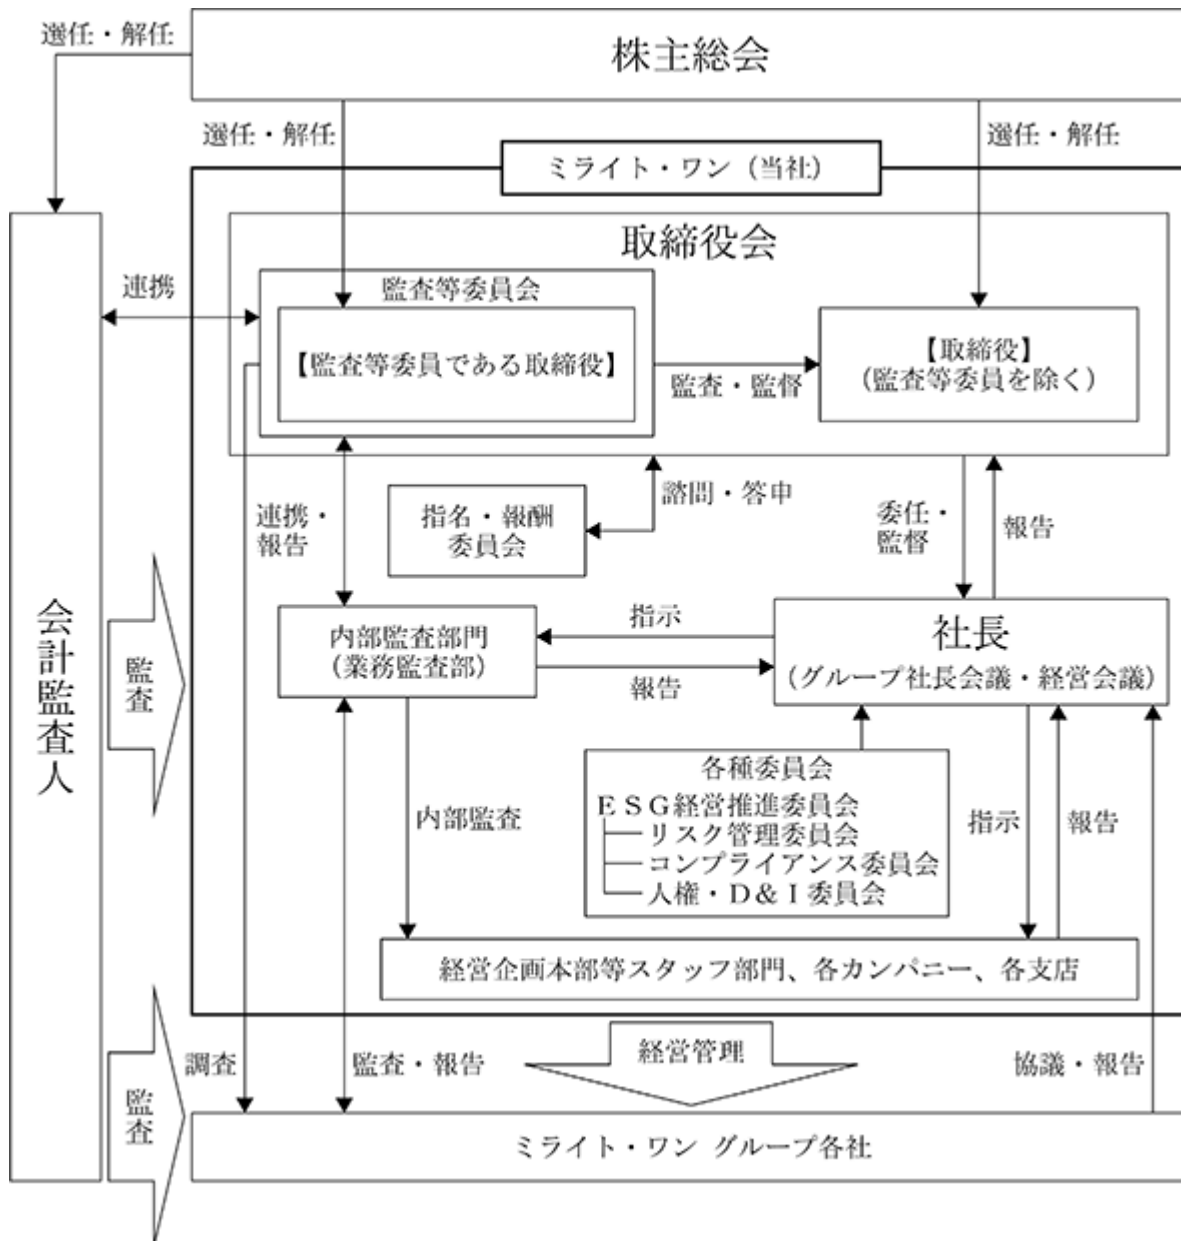 選任・解任
株主総会
選任・解任
選任・解任
ミライト・ワン（当社）
取締役会
連携
監査等委員会
【監査等委員である取締役】
監査・監督
【取締役】
（監査等委員を除く）
連携・
報告
指名・報酬
委員会
諮問・答申
委任・
監督
報告
会計監査人
監査
内部監査部門
（業務監査部）
指示
報告
社長
（グループ社長会議・経営会議）
各種委員会
ＥＳＧ経営推進委員会
リスク管理委員会
コンプライアンス委員会
人権・Ｄ＆Ｉ委員会
内部監査
指示
報告
経営企画本部等スタッフ部門、各カンパニー、各支店
監査
調査
監査・報告
経営管理
協議・報告
ミライト・ワン グループ各社